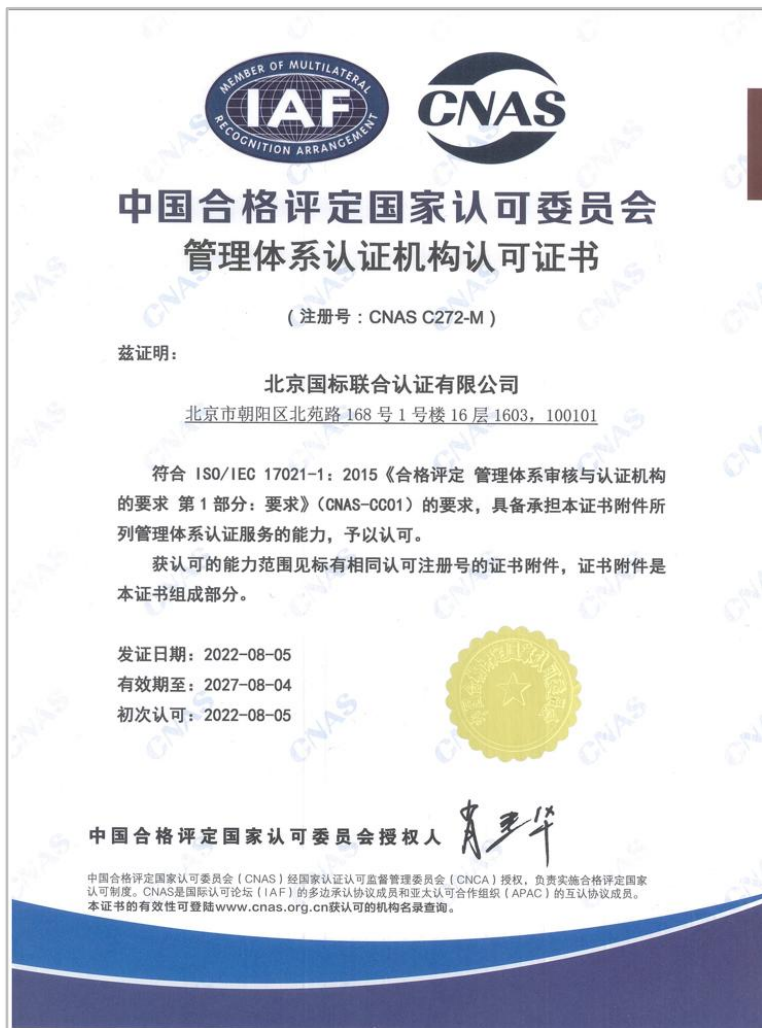 MEMBER OF MULTILATERAL
IAF
RECOGNITION ARRANGEMENT
CNAS
中国合格评定国家认可委员会
管理体系认证机构认可证书
（注册号：CNAS C272-M）
兹证明：
北京国标联合认证有限公司
北京市朝阳区北苑路 168 号 1 号楼 16 层 1603，100101
符合 ISO/IEC 17021-1：2015《合格评定 管理体系审核与认证机构
的要求 第 1 部分：要求》（CNAS-CC01）的要求，具备承担本证书附件所
列管理体系认证服务的能力，予以认可。
获认可的能力范围见标有相同认可注册号的证书附件，证书附件是
本证书组成部分。
发证日期：2022-08-05
有效期至：2027-08-04
初次认可：2022-08-05
中国合格评定国家认可委员会
中国合格评定国家认可委员会授权人
中国合格评定国家认可委员会（CNAS）经国家认证认可监督管理委员会（CNCA）授权，负责实施合格评定国家
认可制度。CNAS是国际认可论坛（IAF）的多边承认协议成员和亚太认可合作组织（APAC）的互认协议成员。
本证书的有效性可登陆www.cnas.org.cn获认可的机构名录查询。